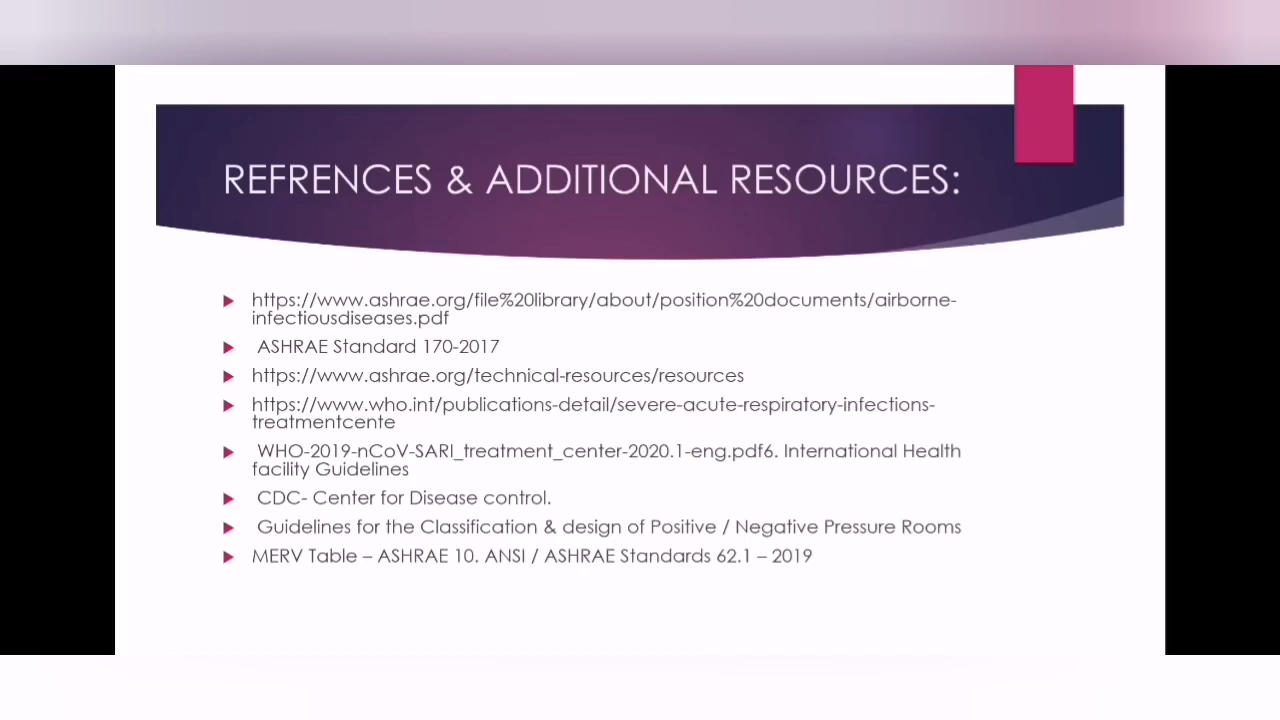 REFRENCES & ADDITIONAL RESOURCES:
https://www.ashrae.org/file%20library/about/position%20documents/airborne-
infectiousdiseases.pdf
ASHRAE Standard 170-2017
https://www.ashrae.org/technical-resources/resources
https://www.who.int/publications-detail/severe-acute-respiratory-infections-
treatmentcente
WHO-2019-nCoV-SARI_treatment_center-2020.1-eng.pdf6. International Health
facility Guidelines
CDC- Center for Disease control.
Guidelines for the Classification & design of Positive / Negative Pressure Rooms
MERV Table – ASHRAE 10. ANSI / ASHRAE Standards 62.1 – 2019